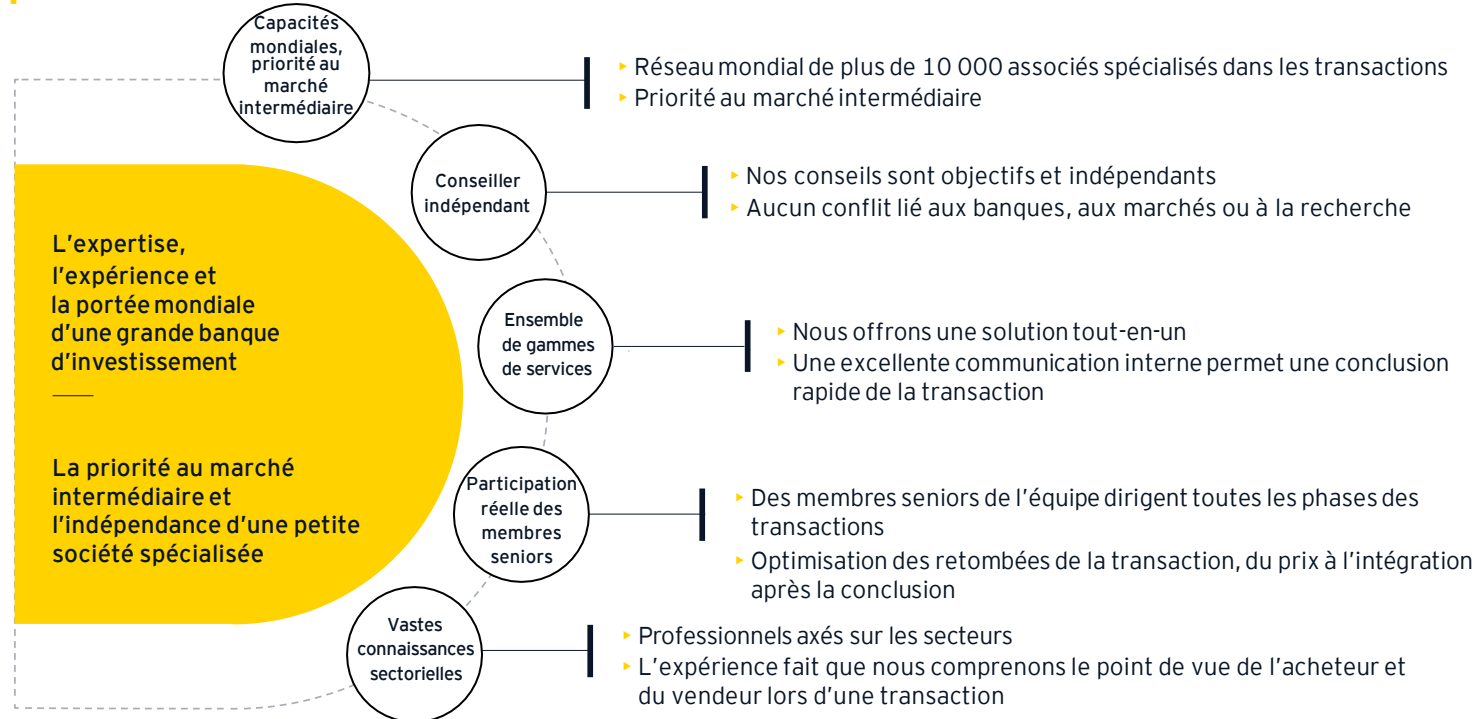 Capacités
mondiales,
priorité au
marché
intermédiaire
▸ Réseau mondial de plus de 10 000 associés spécialisés dans les transactions
▸ Priorité au marché intermédiaire
Conseiller
indépendant
▸ Nos conseils sont objectifs et indépendants
▸ Aucun conflit lié aux banques, aux marchés ou à la recherche
L'expertise,
l'expérience et
la portée mondiale
d'une grande banque
d'investissement
La priorité au marché
intermédiaire et
l'indépendance d'une petite
société spécialisée
Ensemble
de gammes
de services
▸ Nous offrons une solution tout-en-un
▸ Une excellente communication interne permet une conclusion
rapide de la transaction
Participation
réelle des
membres
seniors
▸ Des membres seniors de l'équipe dirigent toutes les phases des
transactions
▸ Optimisation des retombées de la transaction, du prix à l'intégration
après la conclusion
Vastes
connaissances
sectorielles
▸ Professionnels axés sur les secteurs
▸ L'expérience fait que nous comprenons le point de vue de l'acheteur et
du vendeur lors d'une transaction